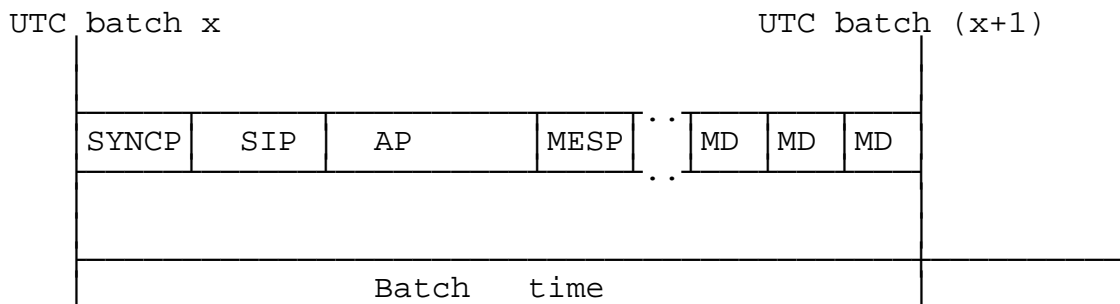 UTC batch x UTC batch (x+1)
SYNCP SIP AP MESP .. .. MD MD MD
Batch time